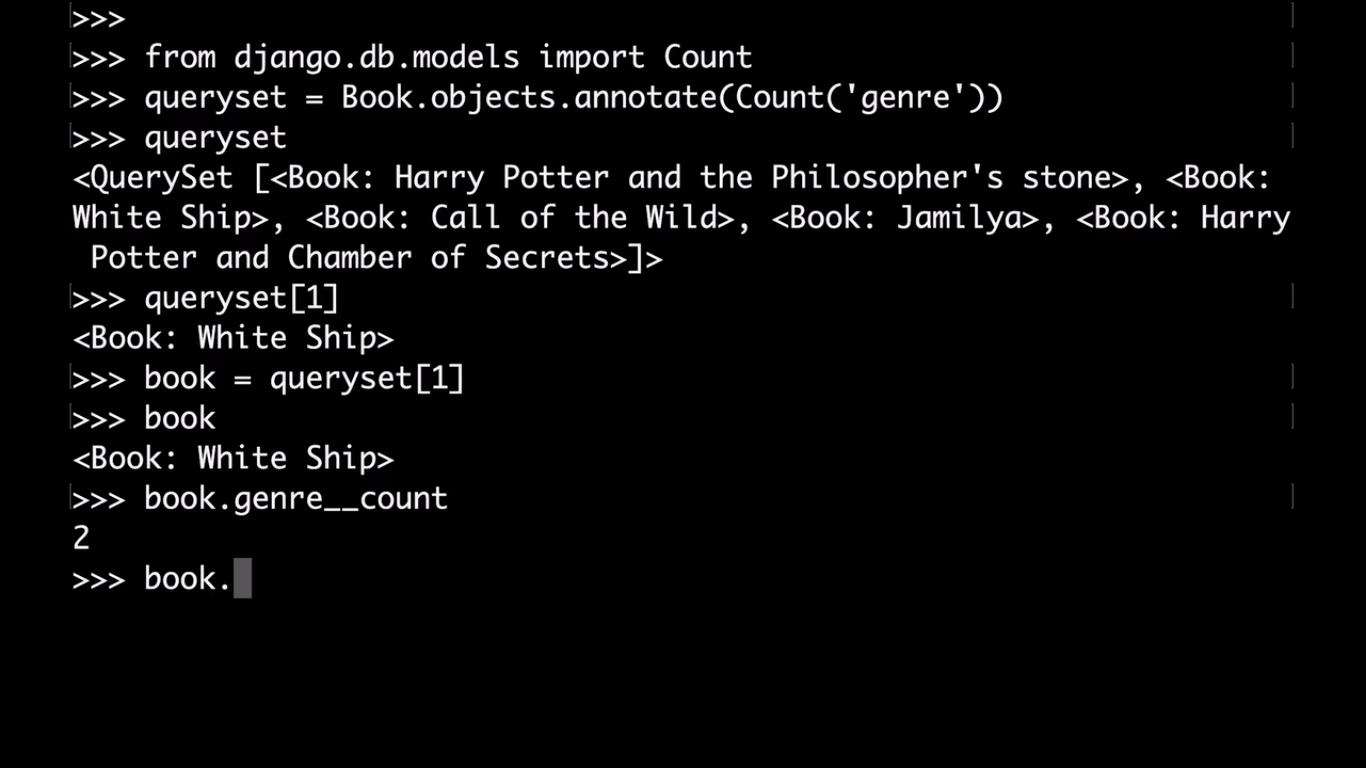 >>>
>>> from django.db.models import Count
>>> queryset = Book.objects.annotate(Count('genre'))
>>> queryset
<QuerySet [<Book: Harry Potter and the Philosopher's stone>, <Book:
White Ship>, <Book: Call of the Wild>, <Book: Jamilya>, <Book: Harry
 Potter and Chamber of Secrets>]>
>>> queryset[1]
<Book: White Ship>
>>> book = queryset[1]
>>> book
<Book: White Ship>
>>> book.genre__count
2
>>> book.